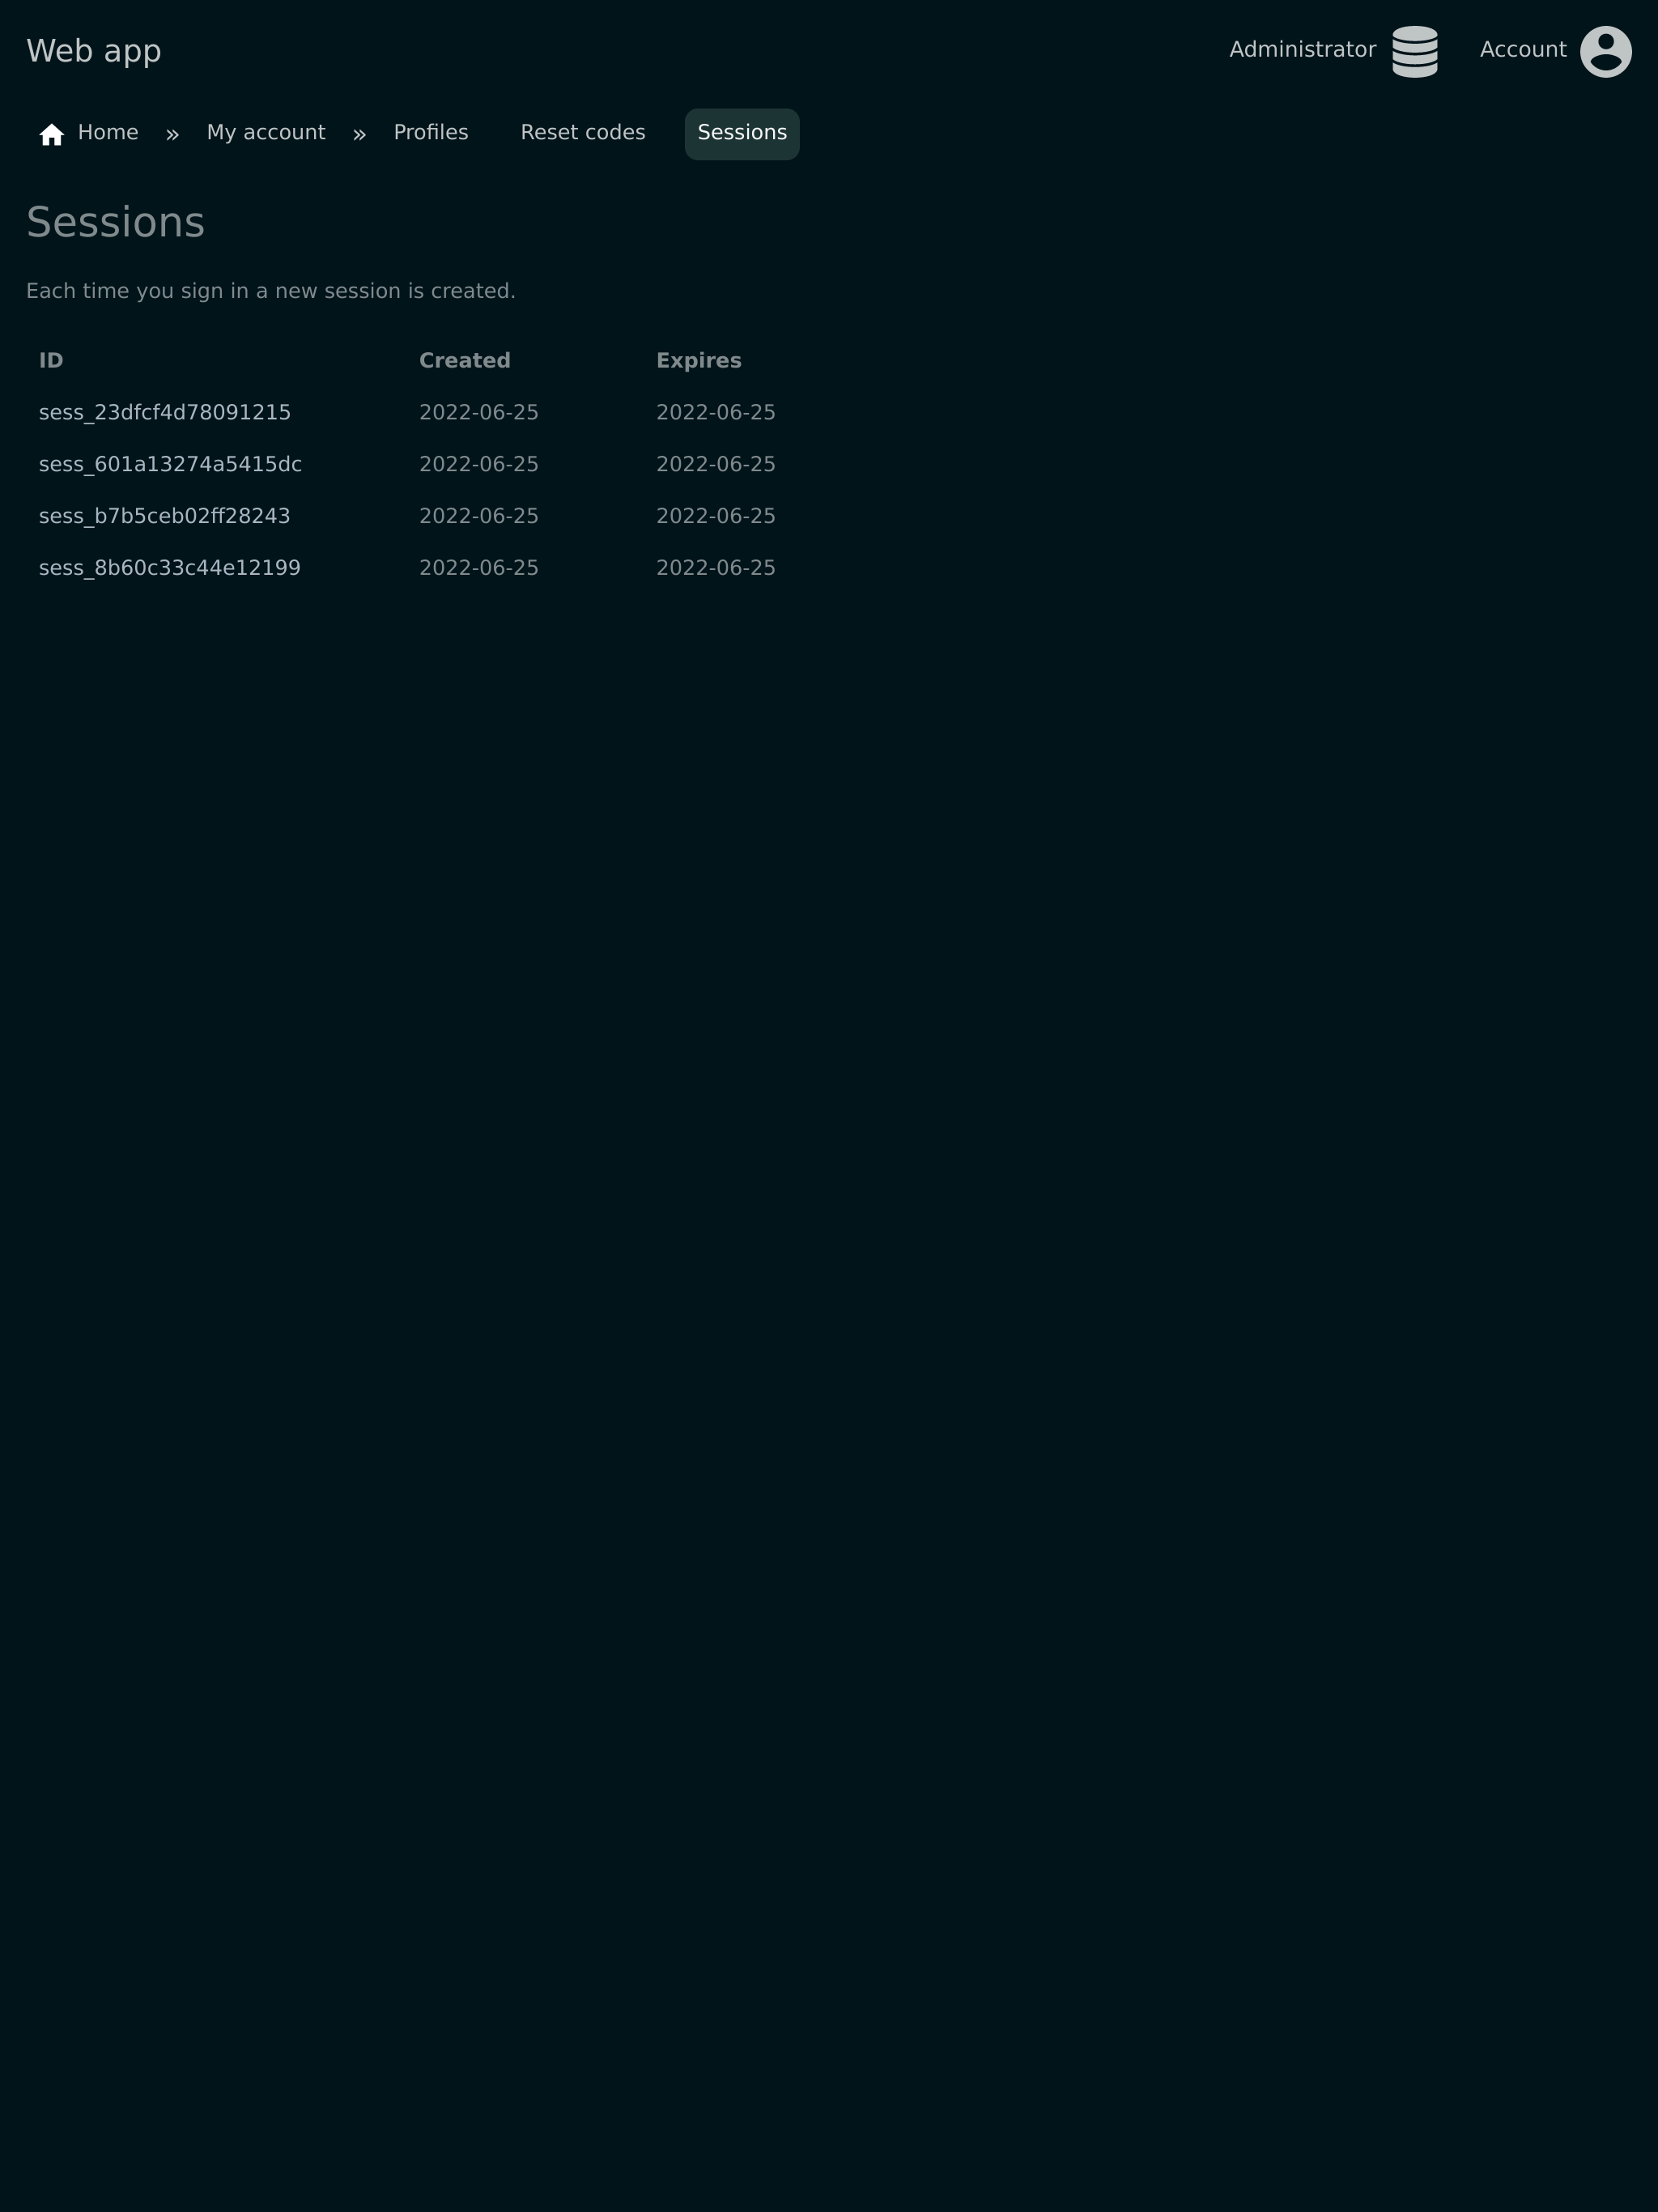 Web app Administrator Account
Home » My account » Profiles Reset codes Sessions
Sessions
Each time you sign in a new session is created.
ID Created Expires
sess_23dfcf4d78091215 2022-06-25 2022-06-25
sess_601a13274a5415dc 2022-06-25 2022-06-25
sess_b7b5ceb02ff28243 2022-06-25 2022-06-25
sess_8b60c33c44e12199 2022-06-25 2022-06-25